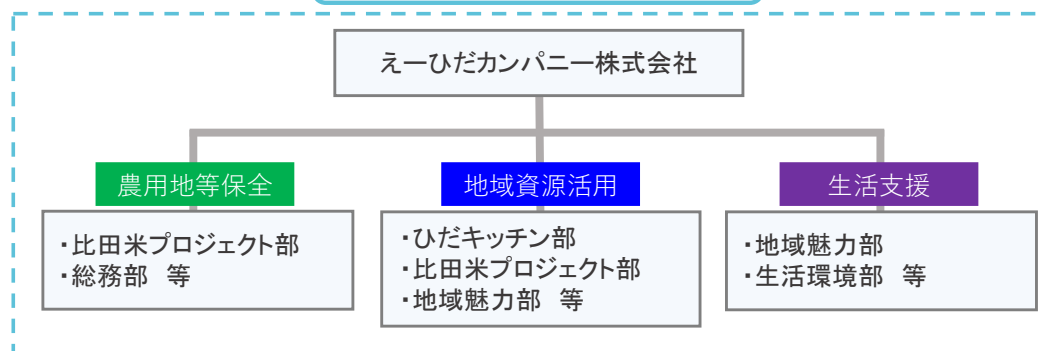 えーひだカンパニー株式会社
農用地等保全
・比田米プロジェクト部
・総務部　等
地域資源活用
・ひだキッチン部
・比田米プロジェクト部
・地域魅力部　等
生活支援
・地域魅力部
・生活環境部　等